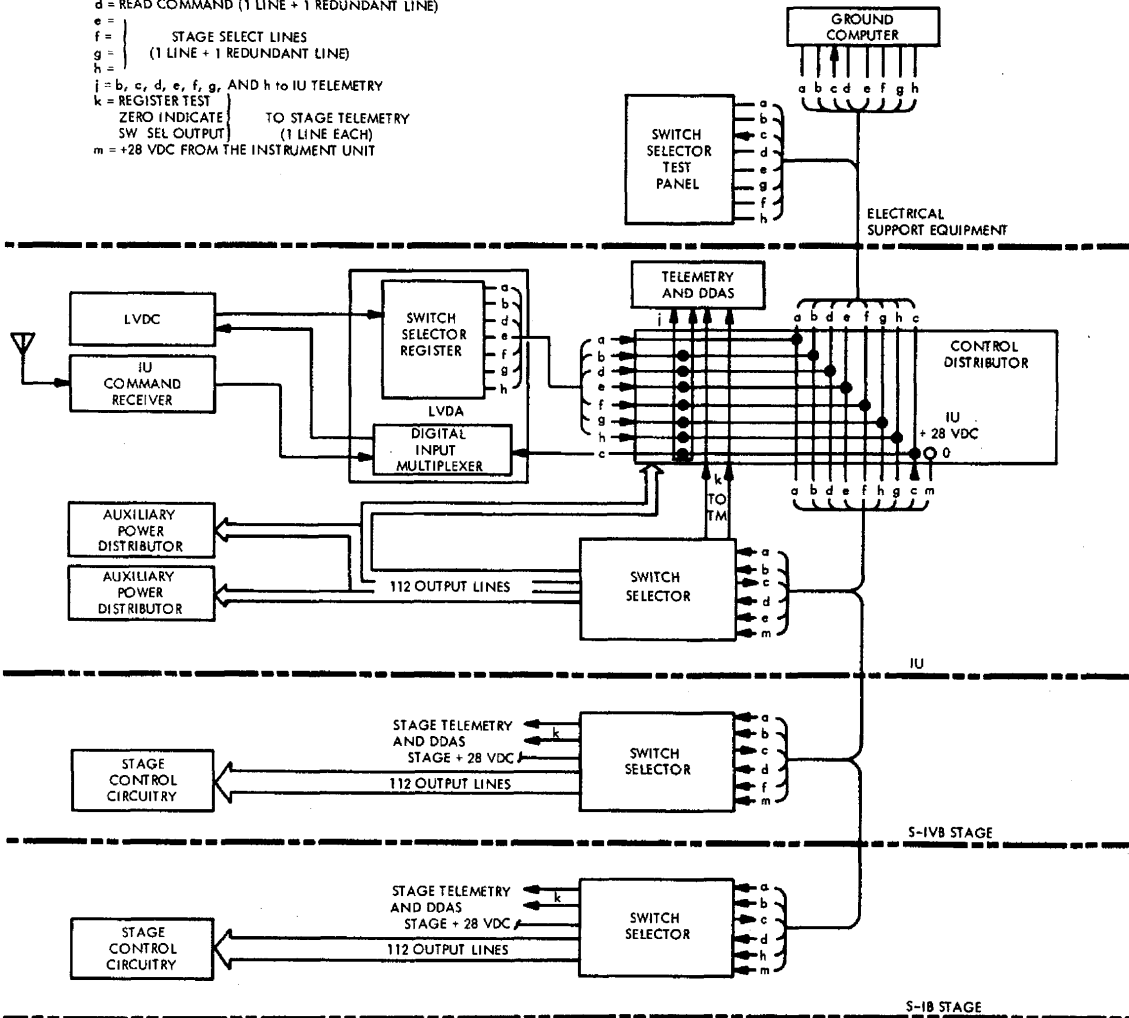 d = READ COMMAND (1 LINE + 1 REDUNDANT LINE)
e =
f = STAGE SELECT LINES
g = (1 LINE + 1 REDUNDANT LINE)
h =
j = b, c, d, e, f, g, AND h to IU TELEMETRY
k = REGISTER TEST
ZERO INDICATE TO STAGE TELEMETRY
SW SEL OUTPUT (1 LINE EACH)
m = +28 VDC FROM THE INSTRUMENT UNIT
GROUND
COMPUTER
a b c d e f g h
SWITCH
SELECTOR
TEST
PANEL
a
b
c
d
e
g
f
h
ELECTRICAL
SUPPORT EQUIPMENT
LVDC
IU
COMMAND
RECEIVER
SWITCH
SELECTOR
REGISTER
a
b
d
e
f
g
h
LVDA
DIGITAL
INPUT
MULTIPLEXER
TELEMETRY
AND DDAS
j
a
b
d
e
f
g
h
c
a b d e f g h c
CONTROL
DISTRIBUTOR
IU
+ 28 VDC
0
a b d e f h g c m
k
TO
TM
AUXILIARY
POWER
DISTRIBUTOR
AUXILIARY
POWER
DISTRIBUTOR
112 OUTPUT LINES
SWITCH
SELECTOR
a
b
c
d
e
m
IU
STAGE TELEMETRY
AND DDAS
k
STAGE + 28 VDC
STAGE
CONTROL
CIRCUITRY
112 OUTPUT LINES
SWITCH
SELECTOR
a
b
c
d
f
m
S-IVB STAGE
STAGE TELEMETRY
AND DDAS
k
STAGE + 28 VDC
STAGE
CONTROL
CIRCUITRY
112 OUTPUT LINES
SWITCH
SELECTOR
a
b
c
d
h
m
S-IB STAGE